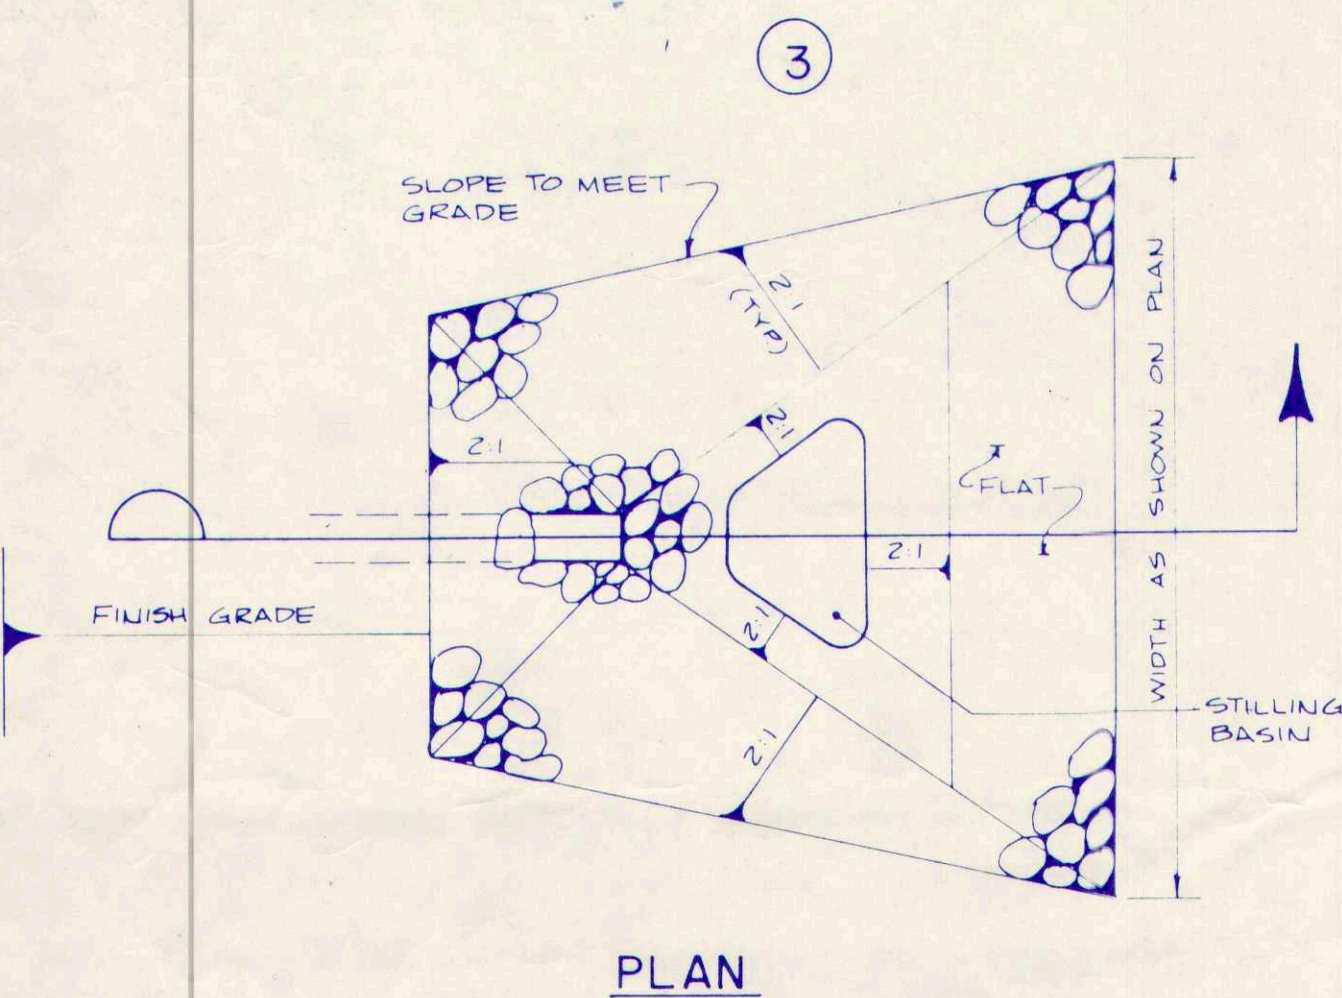 3
SLOPE TO MEET
GRADE
2:1
(TYP)
2:1
2:1
FLAT
2:1
WIDTH AS SHOWN ON PLAN
FINISH GRADE
2:1
2:1
STILLING
BASIN
PLAN